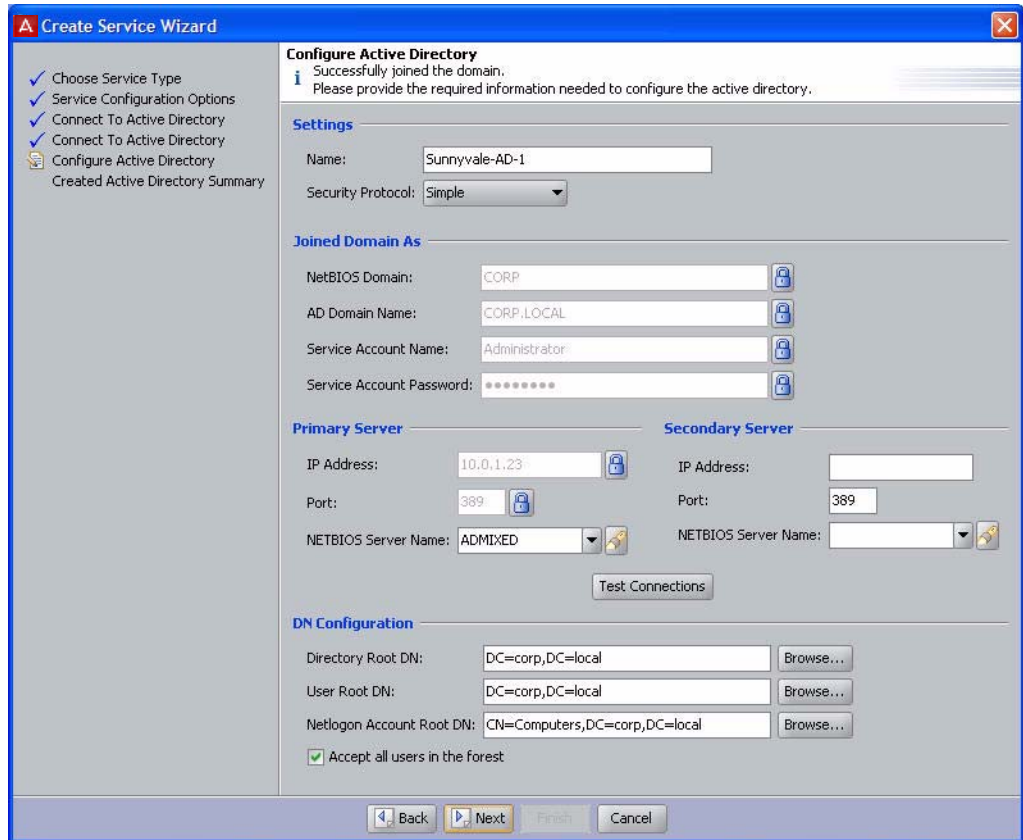 Create Service Wizard
Choose Service Type
Service Configuration Options
Connect To Active Directory
Connect To Active Directory
Configure Active Directory
Created Active Directory Summary
Configure Active Directory
Successfully joined the domain.
Please provide the required information needed to configure the active directory.
Settings
Name: Sunnyvale-AD-1
Security Protocol: Simple
Joined Domain As
NetBIOS Domain: CORP
AD Domain Name: CORP.LOCAL
Service Account Name: Administrator
Service Account Password: ●●●●●●●●
Primary Server
IP Address: 10.0.1.23
Port: 389
NETBIOS Server Name: ADMIXED
Secondary Server
IP Address:
Port: 389
NETBIOS Server Name:
Test Connections
DN Configuration
Directory Root DN: DC=corp,DC=local Browse...
User Root DN: DC=corp,DC=local Browse...
Netlogon Account Root DN: CN=Computers,DC=corp,DC=local Browse...
Accept all users in the forest
Back Next Finish Cancel